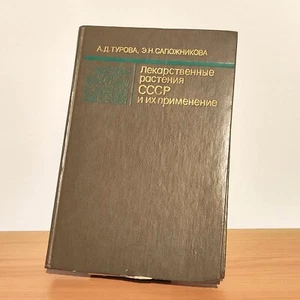 А.Д. ТУРОВА, Э.Н. САПОЖНИКОВА
Лекарственные
растения
СССР
и их применение